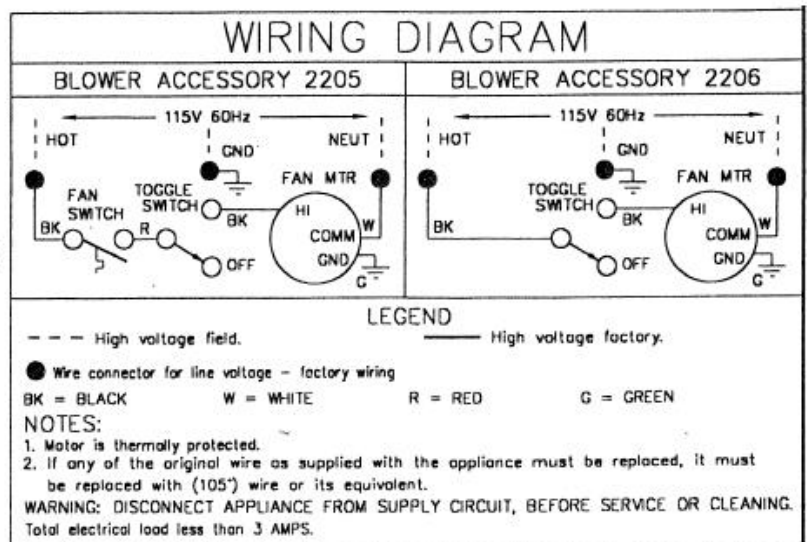 WIRING DIAGRAM
BLOWER ACCESSORY 2205
115V 60Hz
HOT
NEUT
GND
FAN MTR
FAN
SWITCH
TOGGLE
SWITCH
HI
BK
BK
R
W
COMM
GND
OFF
G
BLOWER ACCESSORY 2206
115V 60Hz
HOT
NEUT
GND
FAN MTR
TOGGLE
SWITCH
HI
BK
BK
W
COMM
GND
OFF
G
LEGEND
High voltage field.
High voltage factory.
Wire connector for line voltage - factory wiring
BK = BLACK W = WHITE R = RED G = GREEN
NOTES:
1. Motor is thermally protected.
2. If any of the original wire as supplied with the appliance must be replaced, it must
be replaced with (105°) wire or its equivalent.
WARNING: DISCONNECT APPLIANCE FROM SUPPLY CIRCUIT, BEFORE SERVICE OR CLEANING.
Total electrical load less than 3 AMPS.